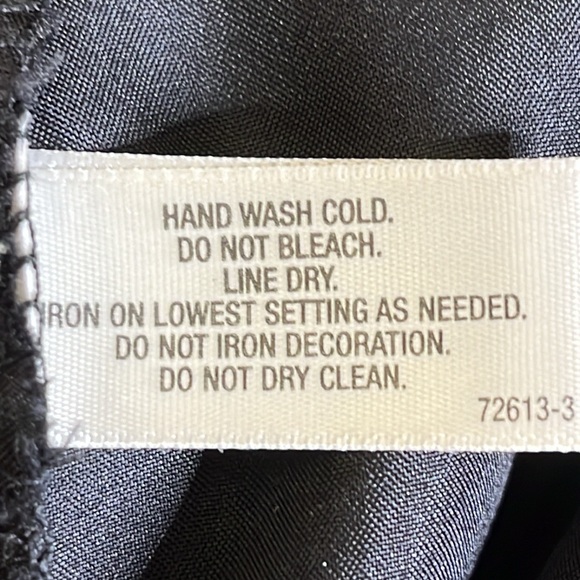 HAND WASH COLD.
DO NOT BLEACH.
LINE DRY.
IRON ON LOWEST SETTING AS NEEDED.
DO NOT IRON DECORATION.
DO NOT DRY CLEAN.
72613-3